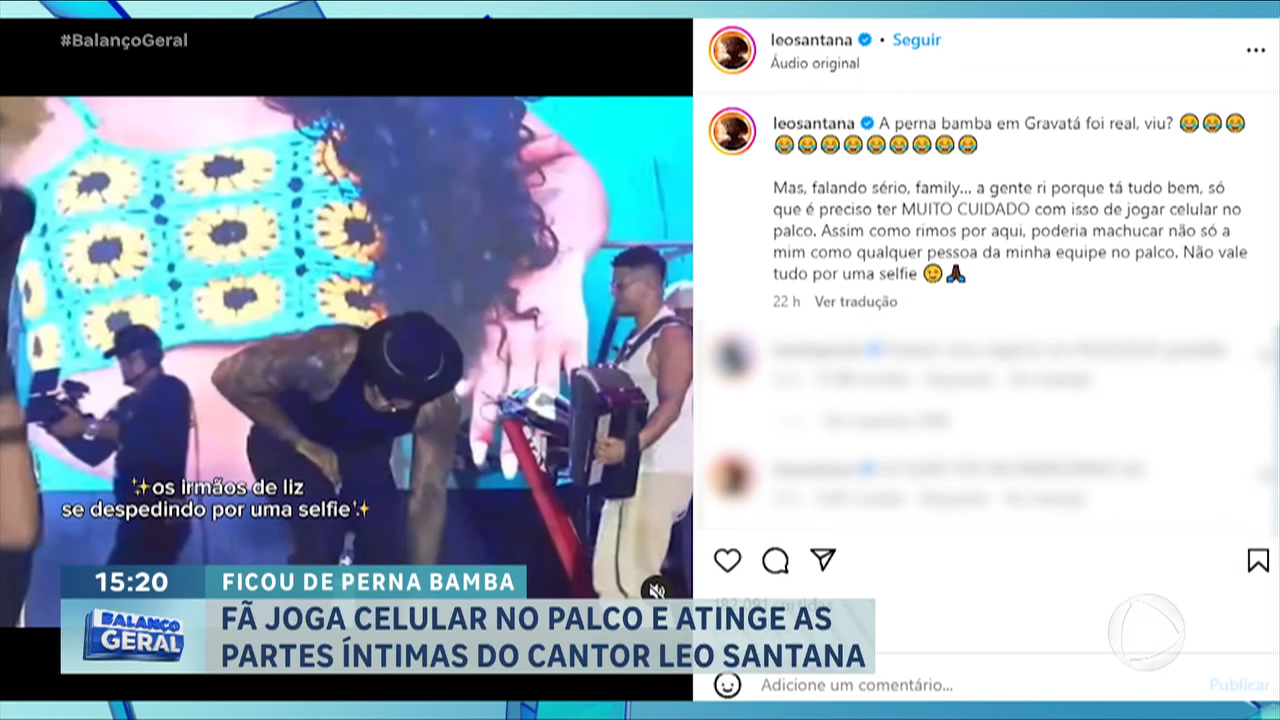 #BalançoGeral
leosantana • Seguir
Áudio original
leosantana A perna bamba em Gravatá foi real, viu? 😂😂😂
😂😂😂😂😂😂😂😂😂
Mas, falando sério, family... a gente ri porque tá tudo bem, só
que é preciso ter MUITO CUIDADO com isso de jogar celular no
palco. Assim como rimos por aqui, poderia machucar não só a
mim como qualquer pessoa da minha equipe no palco. Não vale
tudo por uma selfie 😉🙏🏿
22 h Ver tradução
✨os irmãos de liz
se despedindo por uma selfie✨
15:20 FICOU DE PERNA BAMBA
BALANÇO
GERAL
FÃ JOGA CELULAR NO PALCO E ATINGE AS
PARTES ÍNTIMAS DO CANTOR LEO SANTANA
Adicione um comentário...
Publicar